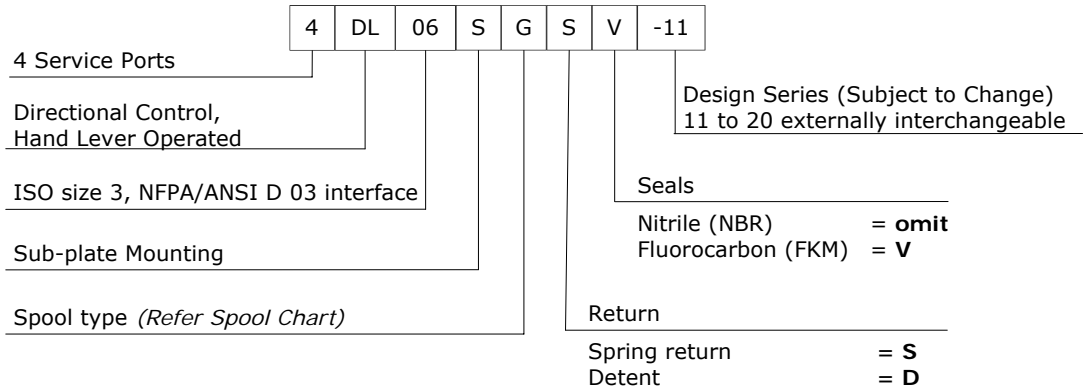 4 DL 06 S G S V -11
4 Service Ports
Directional Control,
Hand Lever Operated
ISO size 3, NFPA/ANSI D 03 interface
Sub-plate Mounting
Spool type (Refer Spool Chart)
Design Series (Subject to Change)
11 to 20 externally interchangeable
Seals
Nitrile (NBR) = omit
Fluorocarbon (FKM) = V
Return
Spring return = S
Detent = D